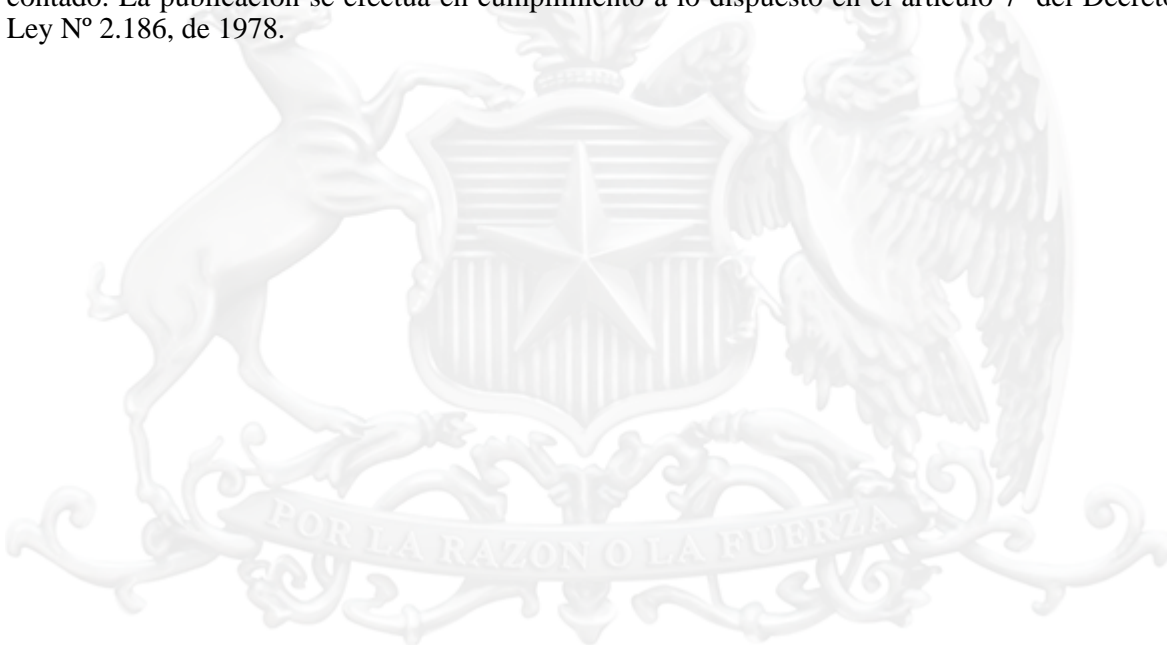 contado. La publicación se efectúa en cumplimiento a lo dispuesto en el artículo 7º del Decreto
Ley Nº 2.186, de 1978.
POR LA RAZON O LA FUERZA